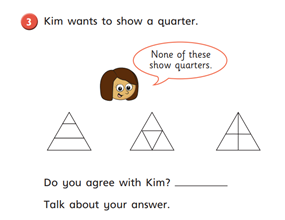 3 Kim wants to show a quarter.
None of these
show quarters.
Do you agree with Kim? ________
Talk about your answer.